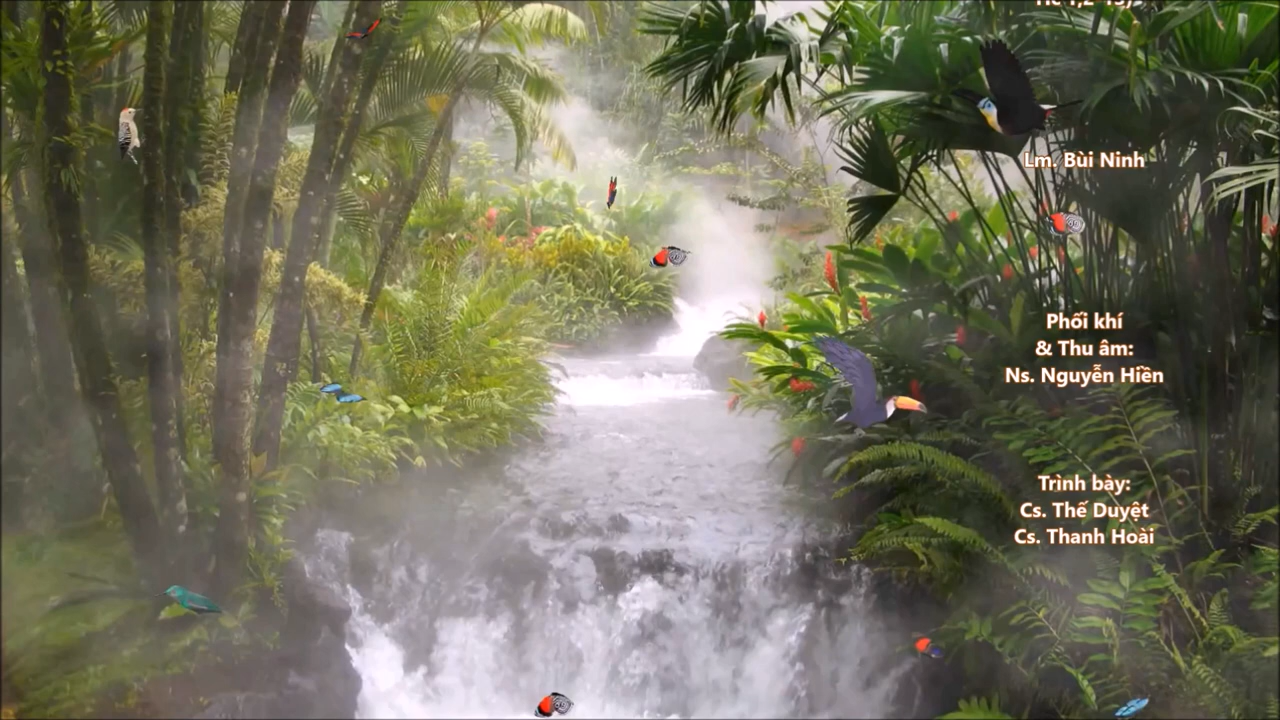 Lm. Bùi Ninh
Phối khí
& Thu âm:
Ns. Nguyễn Hiền
Trình bày:
Cs. Thế Duyệt
Cs. Thanh Hoài